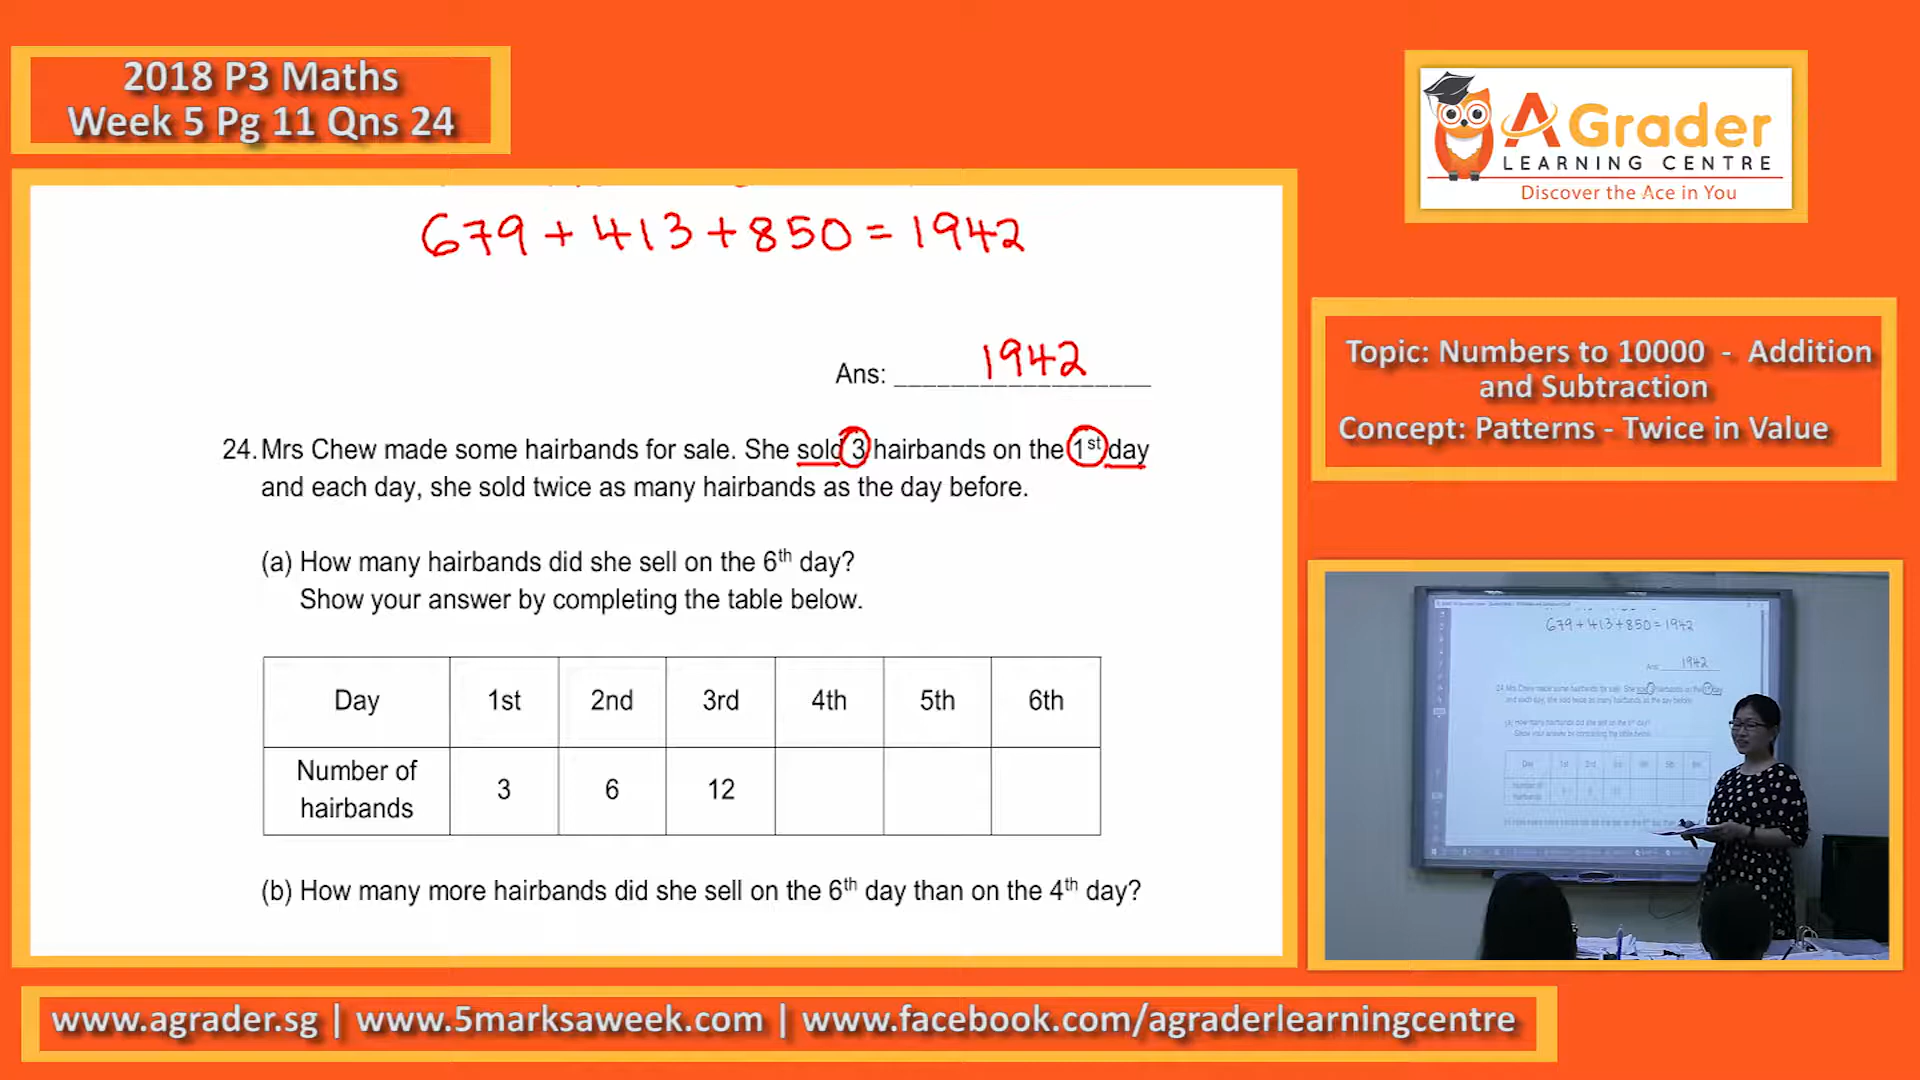 2018 P3 Maths
Week 5 Pg 11 Qns 24
A Grader
LEARNING CENTRE
Discover the Ace in You
679 + 413 + 850 = 1942
Ans: 1942
24. Mrs Chew made some hairbands for sale. She sold 3 hairbands on the 1st day
and each day, she sold twice as many hairbands as the day before.
(a) How many hairbands did she sell on the 6th day?
Show your answer by completing the table below.
Day 1st 2nd 3rd 4th 5th 6th
Number of
hairbands
3 6 12
(b) How many more hairbands did she sell on the 6th day than on the 4th day?
Topic: Numbers to 10000 - Addition
and Subtraction
Concept: Patterns - Twice in Value
679+413+850=1942
Ans: 1942
www.agrader.sg | www.5marksaweek.com | www.facebook.com/agraderlearningcentre